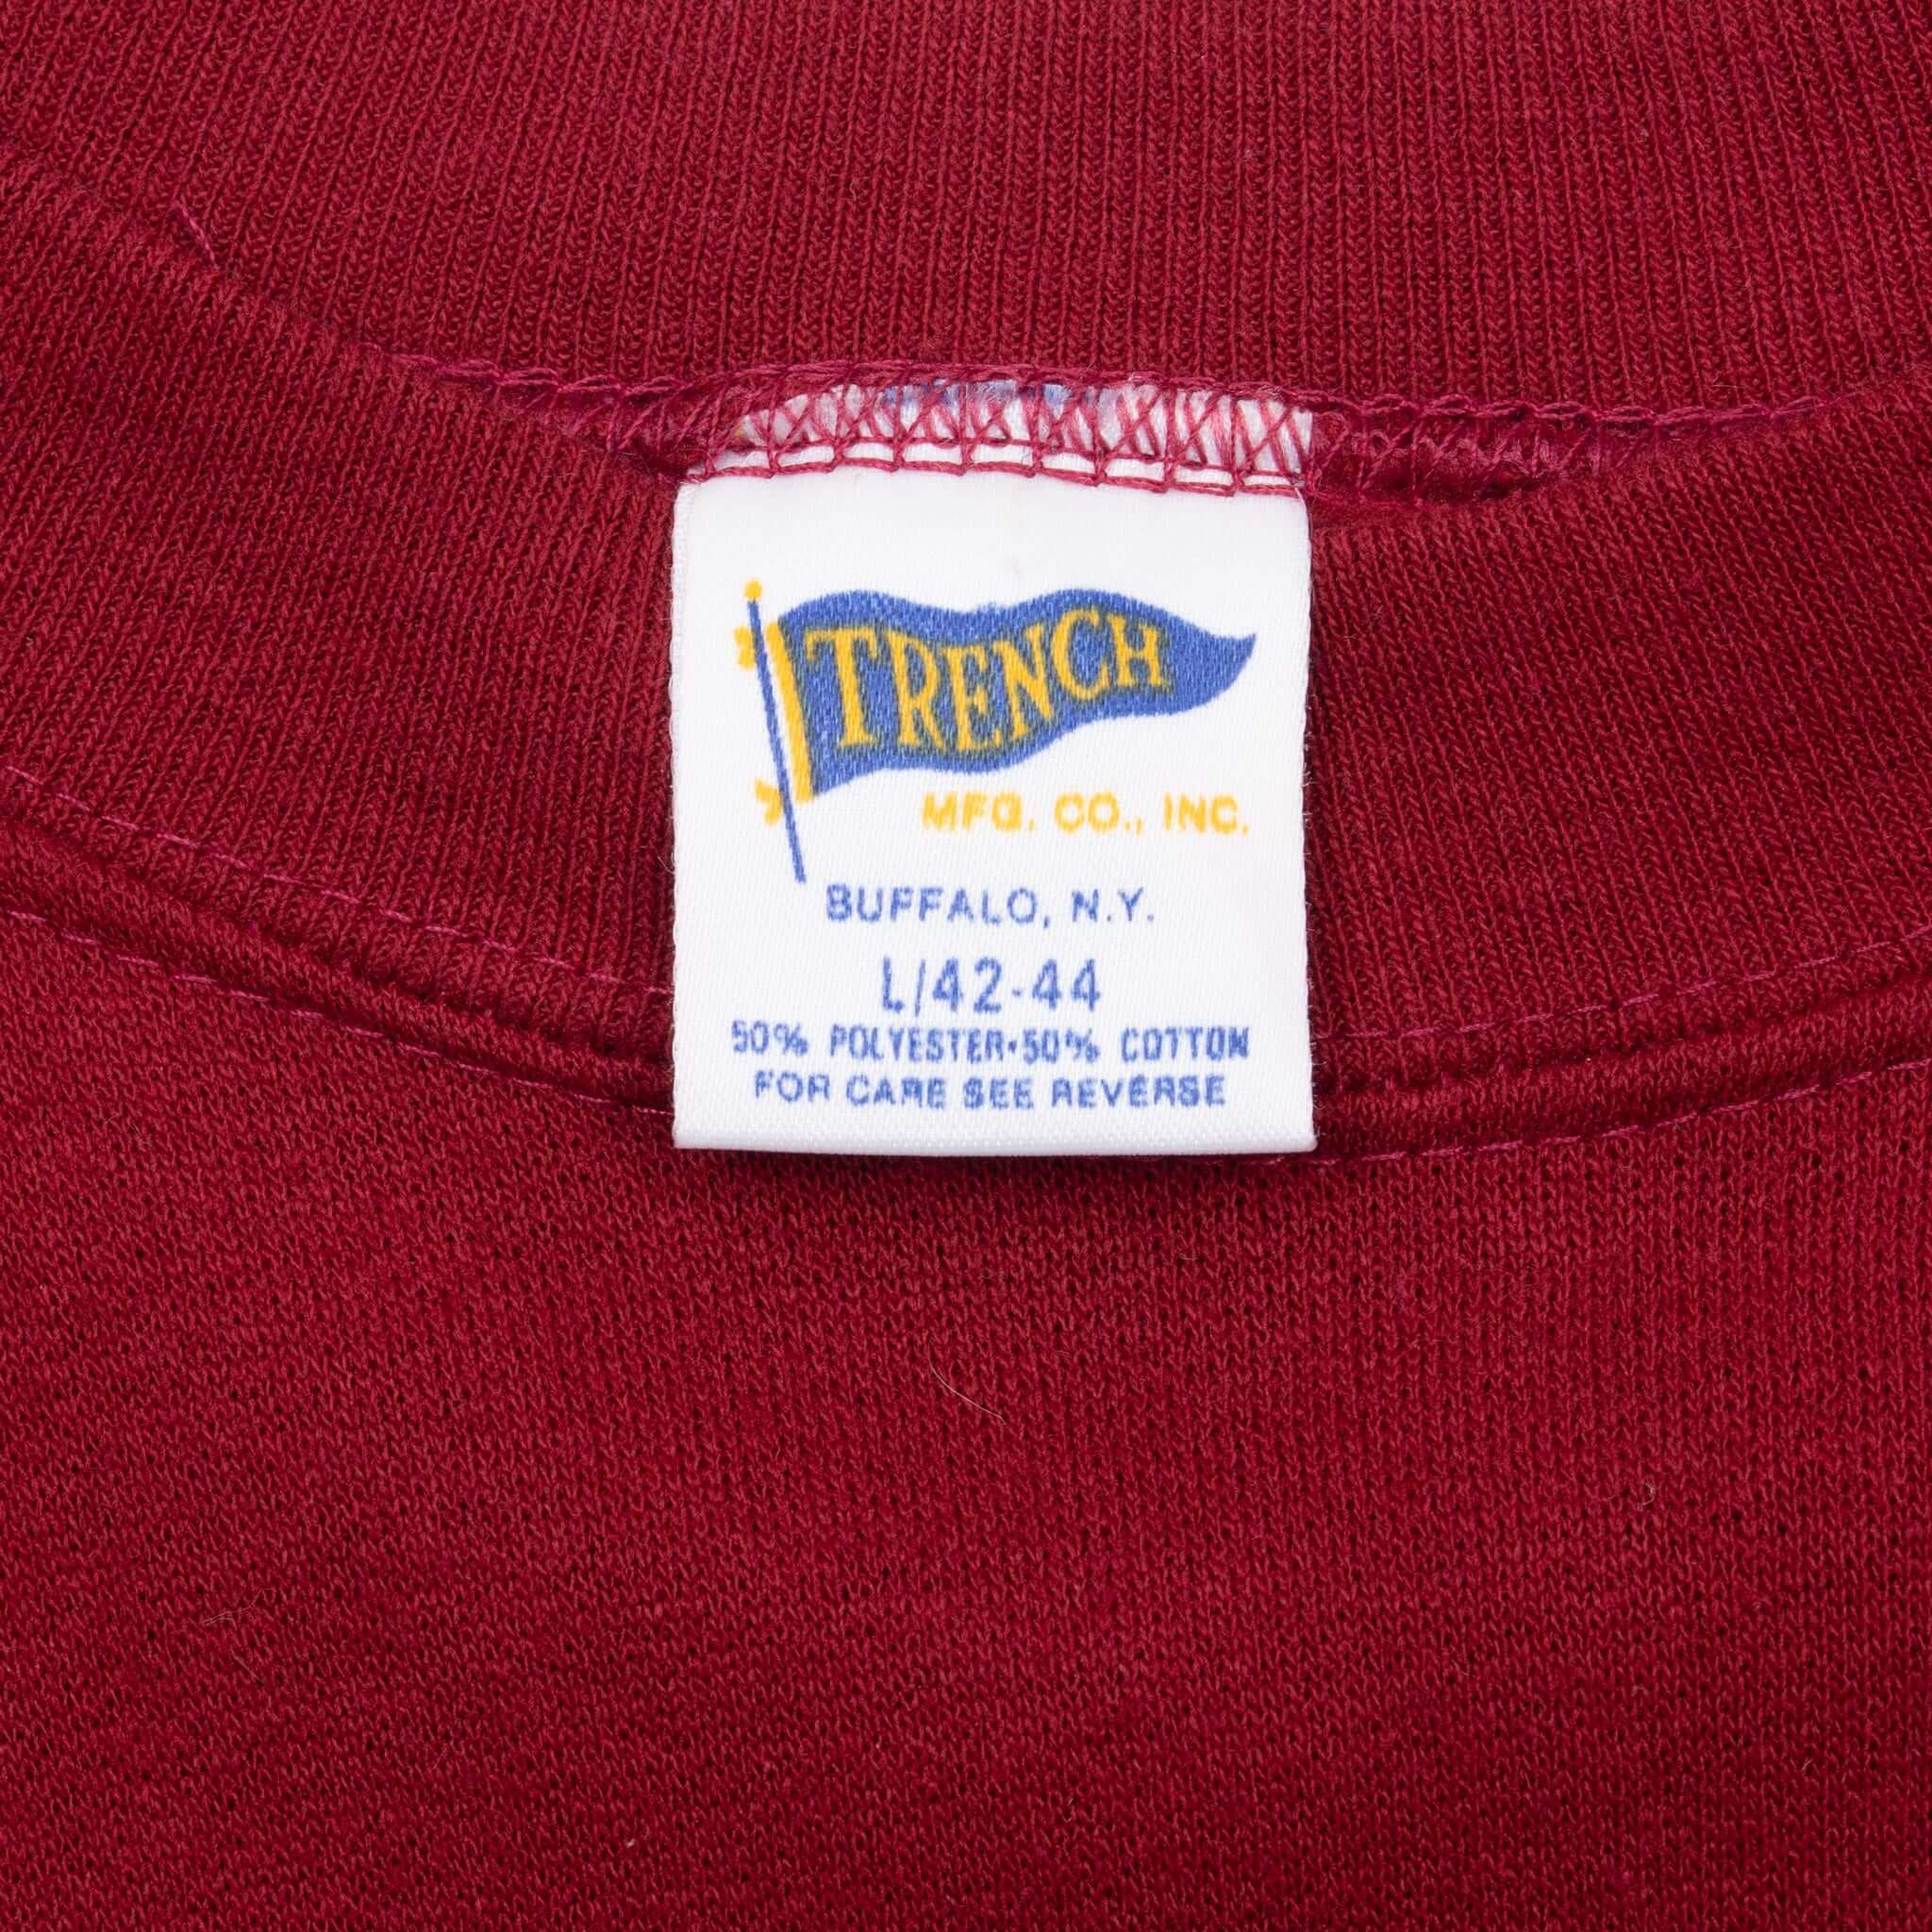 TRENCH
MFG. CO., INC.
BUFFALO, N.Y.
L/42-44
50% POLYESTER•50% COTTON
FOR CARE SEE REVERSE